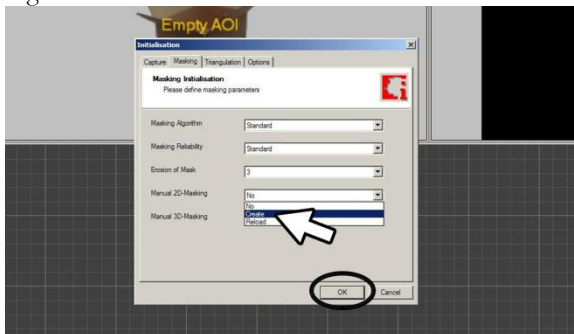 Empty AOI
Initialisation
Capture Masking Triangulation Options
Masking Initialisation
Please define masking parameters
Masking Algorithm Standard
Masking Reliability Standard
Erosion of Mask 3
Manual 2D-Masking No
No
Create
Manual 3D-Masking Reload
OK Cancel